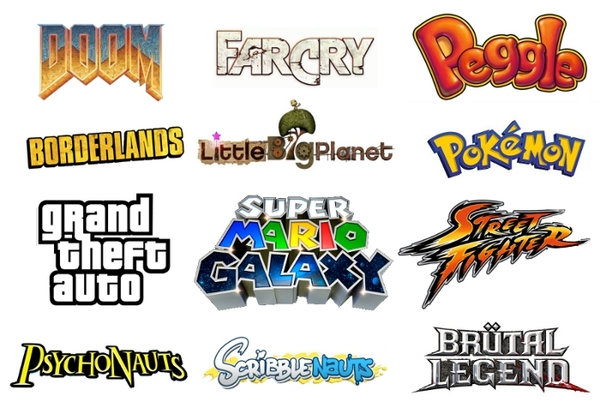 DOOM
FARCRY
Peggle
BORDERLANDS
LittleBigPlanet
POKéMON
grand
theft
auto
SUPER
MARIO
GALAXY
STREET
FIGHTER
PSYCHONAUTS
SCRIBBLENAUTS
BRÜTAL
LEGEND